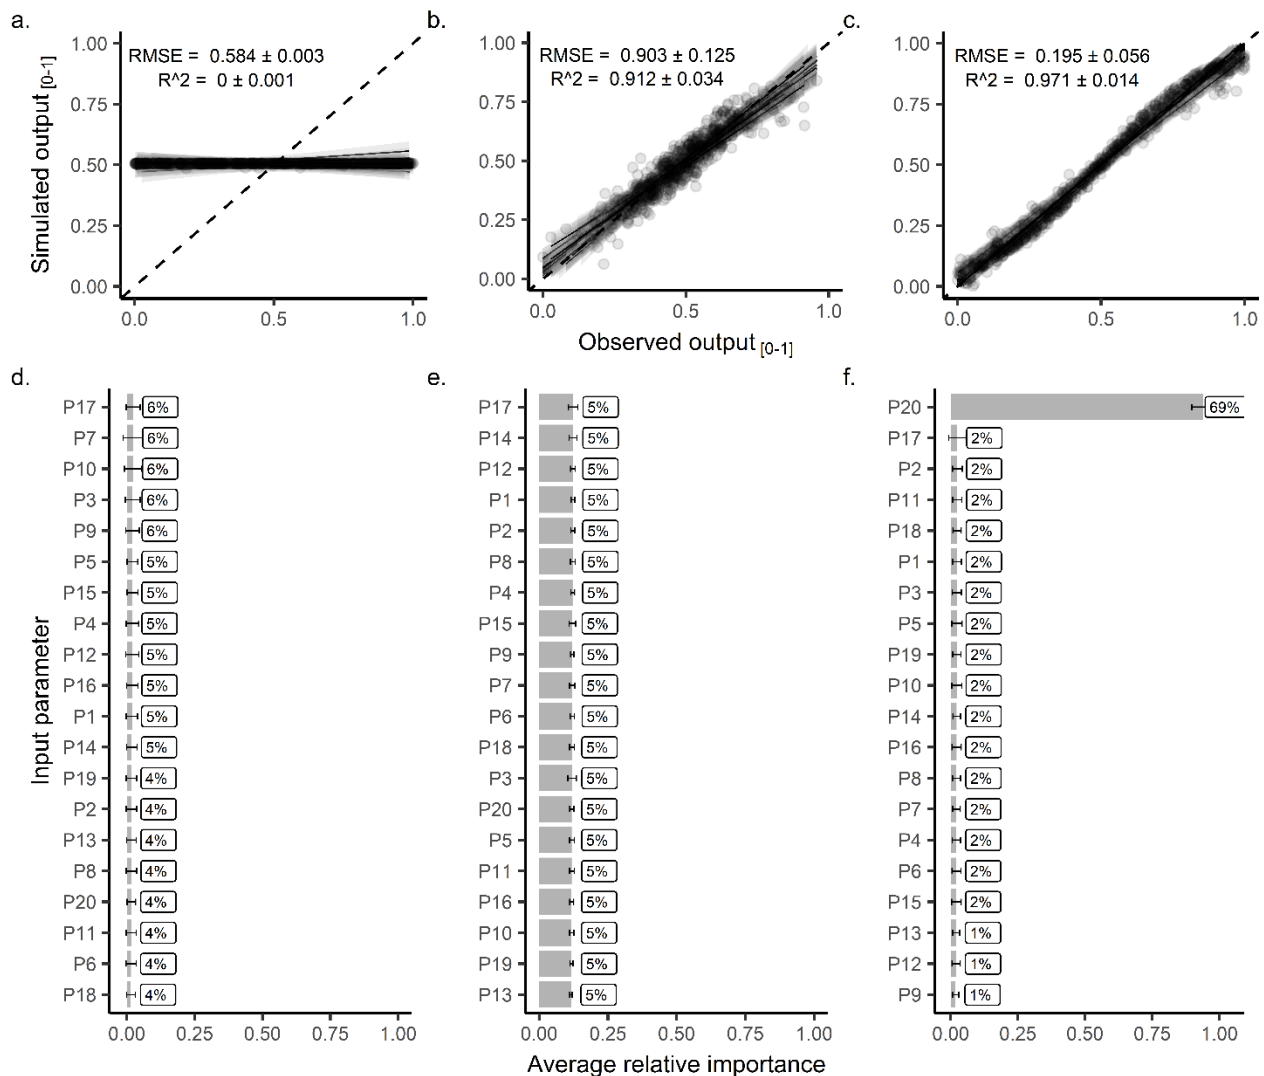 a.
b.
c.
RMSE = 0.584 ± 0.003
R^2 = 0 ± 0.001
RMSE = 0.903 ± 0.125
R^2 = 0.912 ± 0.034
RMSE = 0.195 ± 0.056
R^2 = 0.971 ± 0.014
Simulated output [0-1]
1.00
0.75
0.50
0.25
0.00
0.0
0.5
1.0
1.00
0.75
0.50
0.25
0.00
0.0
0.5
1.0
1.00
0.75
0.50
0.25
0.00
0.0
0.5
1.0
Observed output [0-1]
d.
Input parameter
P17 6%
P7 6%
P10 6%
P3 6%
P9 6%
P5 5%
P15 5%
P4 5%
P12 5%
P16 5%
P1 5%
P14 5%
P19 4%
P2 4%
P13 4%
P8 4%
P20 4%
P11 4%
P6 4%
P18 4%
0.00 0.25 0.50 0.75 1.00
e.
P17 5%
P14 5%
P12 5%
P1 5%
P2 5%
P8 5%
P4 5%
P15 5%
P9 5%
P7 5%
P6 5%
P18 5%
P3 5%
P20 5%
P5 5%
P11 5%
P16 5%
P10 5%
P19 5%
P13 5%
0.00 0.25 0.50 0.75 1.00
f.
P20 69%
P17 2%
P2 2%
P11 2%
P18 2%
P1 2%
P3 2%
P5 2%
P19 2%
P10 2%
P14 2%
P16 2%
P8 2%
P7 2%
P4 2%
P6 2%
P15 2%
P13 1%
P12 1%
P9 1%
0.00 0.25 0.50 0.75 1.00
Average relative importance